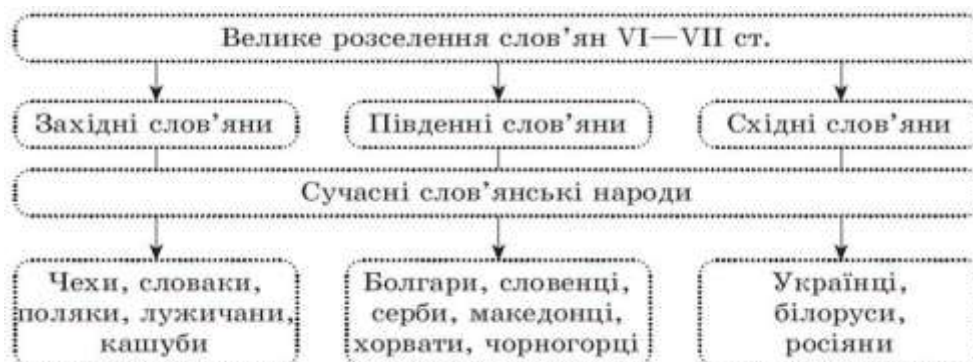 Велике розселення слов'ян VI—VII ст.
Західні слов'яни
Південні слов'яни
Східні слов'яни
Сучасні слов'янські народи
Чехи, словаки,
поляки, лужичани,
кашуби
Болгари, словенці,
серби, македонці,
хорвати, чорногорці
Українці,
білоруси,
росіяни